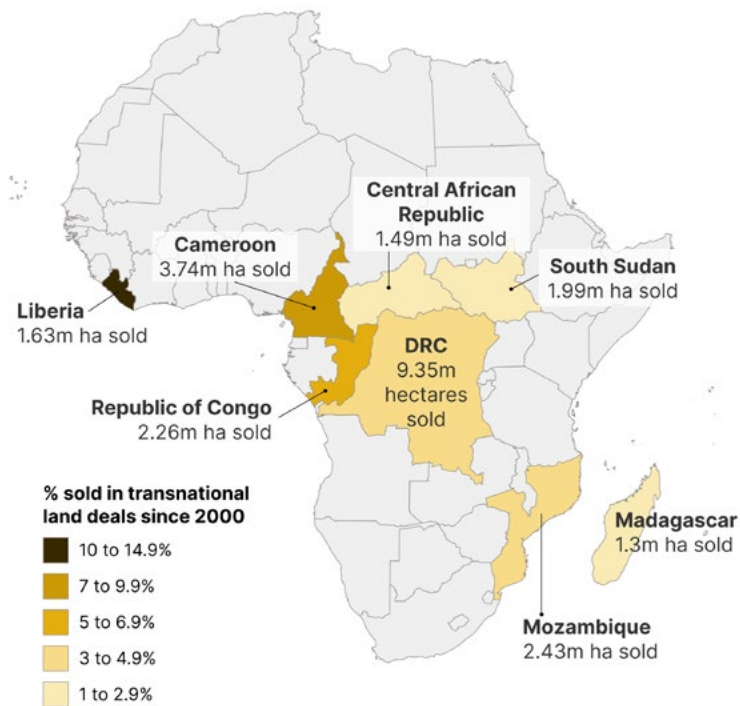 Central African
Republic
1.49m ha sold
Cameroon
3.74m ha sold
South Sudan
1.99m ha sold
Liberia
1.63m ha sold
DRC
9.35m
hectares
sold
Republic of Congo
2.26m ha sold
Madagascar
1.3m ha sold
Mozambique
2.43m ha sold
% sold in transnational
land deals since 2000
10 to 14.9%
7 to 9.9%
5 to 6.9%
3 to 4.9%
1 to 2.9%